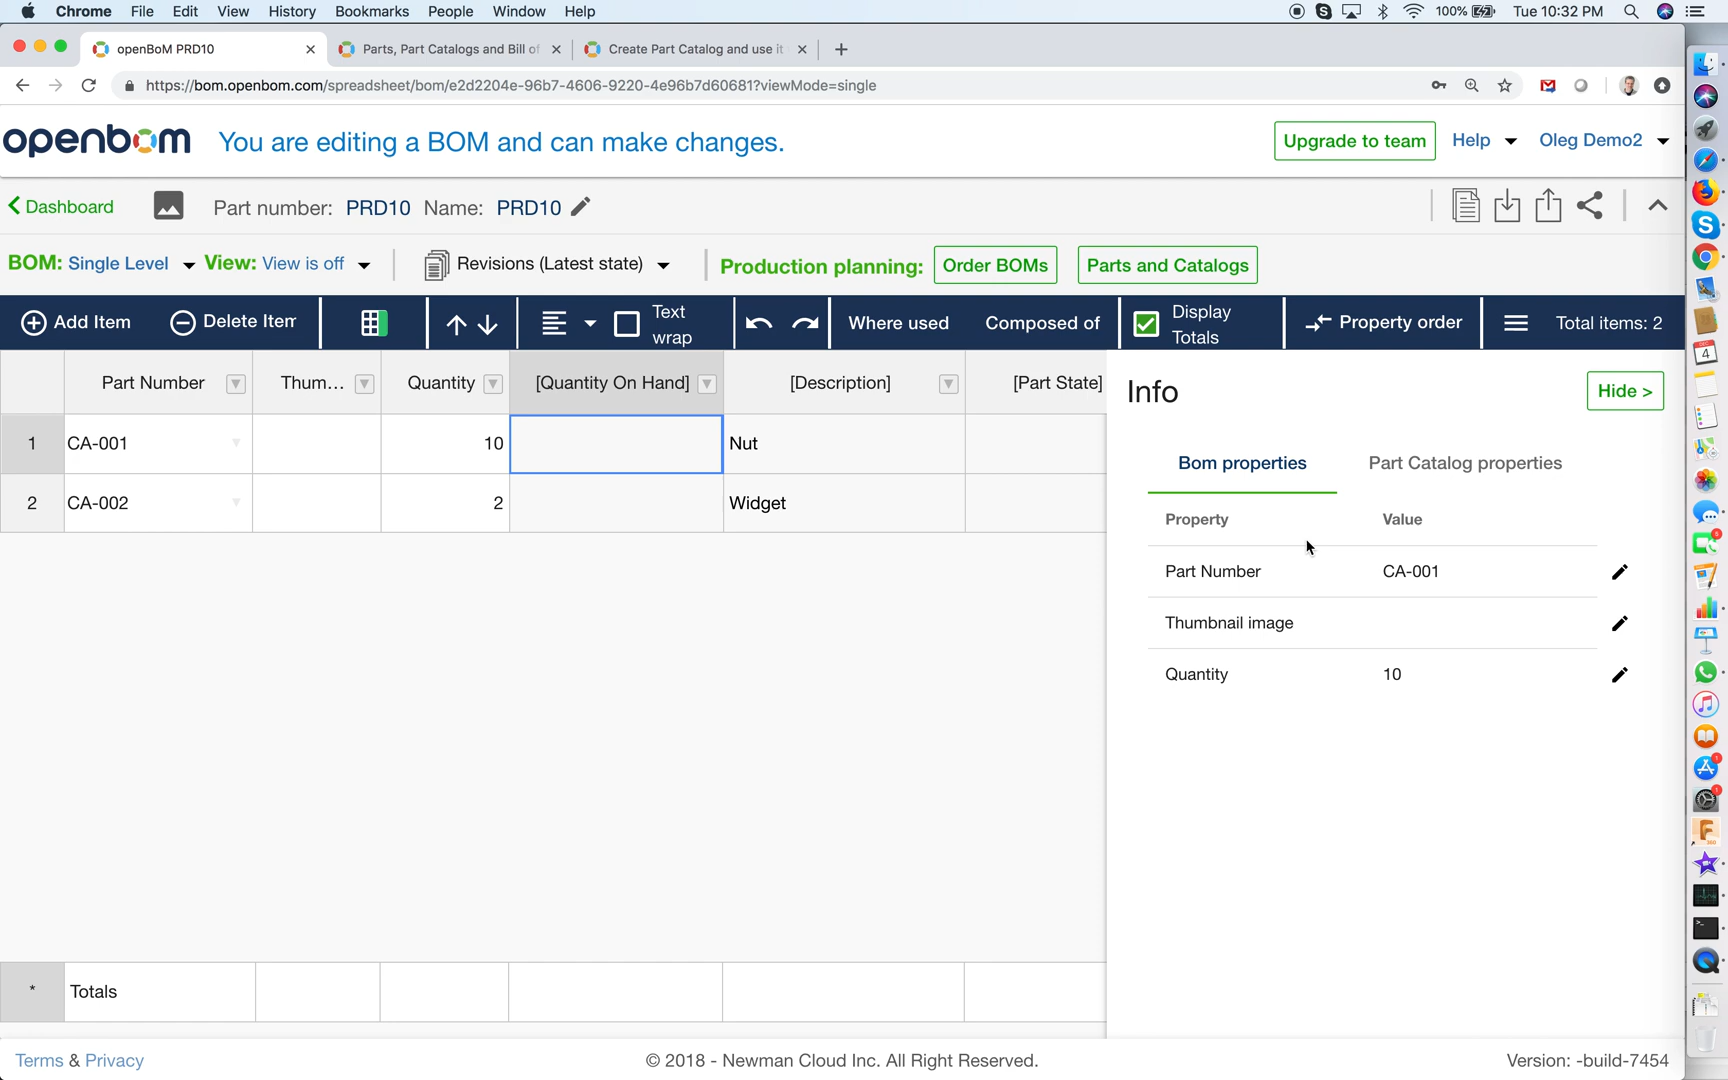 Chrome File Edit View History Bookmarks People Window Help 100% Tue 10:32 PM
openBoM PRD10 Parts, Part Catalogs and Bill of Create Part Catalog and use it
https://bom.openbom.com/spreadsheet/bom/e2d2204e-96b7-4606-9220-4e96b7d60681?viewMode=single
openbom You are editing a BOM and can make changes. Upgrade to team Help Oleg Demo2
Dashboard Part number: PRD10 Name: PRD10
BOM: Single Level View: View is off Revisions (Latest state) Production planning: Order BOMs Parts and Catalogs
Add Item Delete Iten Text wrap Where used Composed of Display Totals Property order Total items: 2
Part Number Thum... Quantity [Quantity On Hand] [Description] [Part State]
1 CA-001 10 Nut
2 CA-002 2 Widget
* Totals
Info Hide >
Bom properties Part Catalog properties
Property Value
Part Number CA-001
Thumbnail image
Quantity 10
Terms & Privacy © 2018 - Newman Cloud Inc. All Right Reserved. Version: -build-7454